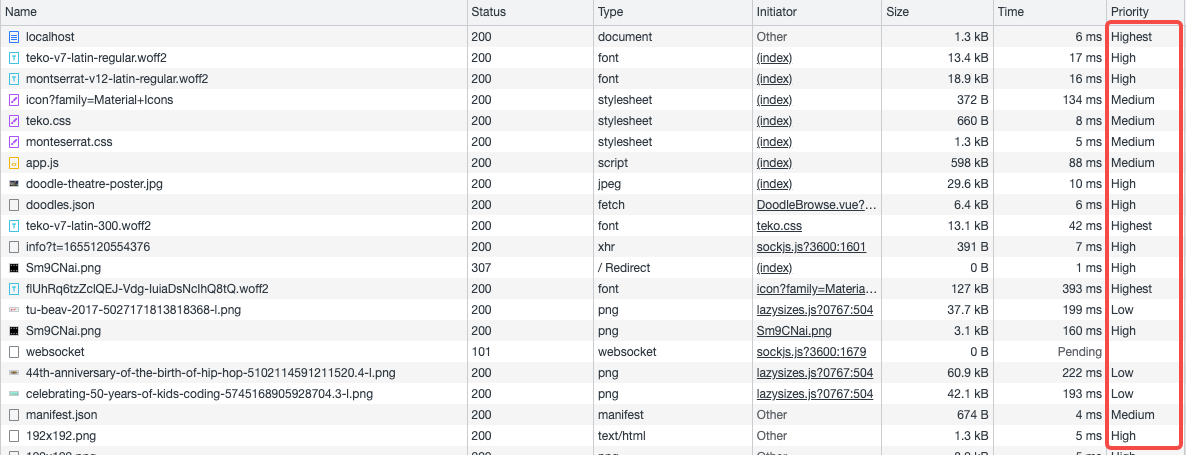 Name Status Type Initiator Size Time Priority
localhost 200 document Other 1.3 kB 6 ms Highest
teko-v7-latin-regular.woff2 200 font (index) 13.4 kB 17 ms High
montserrat-v12-latin-regular.woff2 200 font (index) 18.9 kB 16 ms High
icon?family=Material+Icons 200 stylesheet (index) 372 B 134 ms Medium
teko.css 200 stylesheet (index) 660 B 8 ms Medium
monteserrat.css 200 stylesheet (index) 1.3 kB 5 ms Medium
app.js 200 script (index) 598 kB 88 ms Medium
doodle-theatre-poster.jpg 200 jpeg (index) 29.6 kB 10 ms High
doodles.json 200 fetch DoodleBrowse.vue?... 6.4 kB 6 ms High
teko-v7-latin-300.woff2 200 font teko.css 13.1 kB 42 ms Highest
info?t=1655120554376 200 xhr sockjs.js?3600:1601 391 B 7 ms High
Sm9CNai.png 307 / Redirect (index) 0 B 1 ms High
flUhRq6tzZclQEJ-Vdg-IuiaDsNcIhQ8tQ.woff2 200 font icon?family=Materia... 127 kB 393 ms Highest
tu-beav-2017-5027171813818368-l.png 200 png lazysizes.js?0767:504 37.7 kB 199 ms Low
Sm9CNai.png 200 png Sm9CNai.png 3.1 kB 160 ms High
websocket 101 websocket sockjs.js?3600:1679 0 B Pending
44th-anniversary-of-the-birth-of-hip-hop-5102114591211520.4-l.png 200 png lazysizes.js?0767:504 60.9 kB 222 ms Low
celebrating-50-years-of-kids-coding-5745168905928704.3-l.png 200 png lazysizes.js?0767:504 42.1 kB 193 ms Low
manifest.json 200 manifest Other 674 B 4 ms Medium
192x192.png 200 text/html Other 1.3 kB 5 ms High